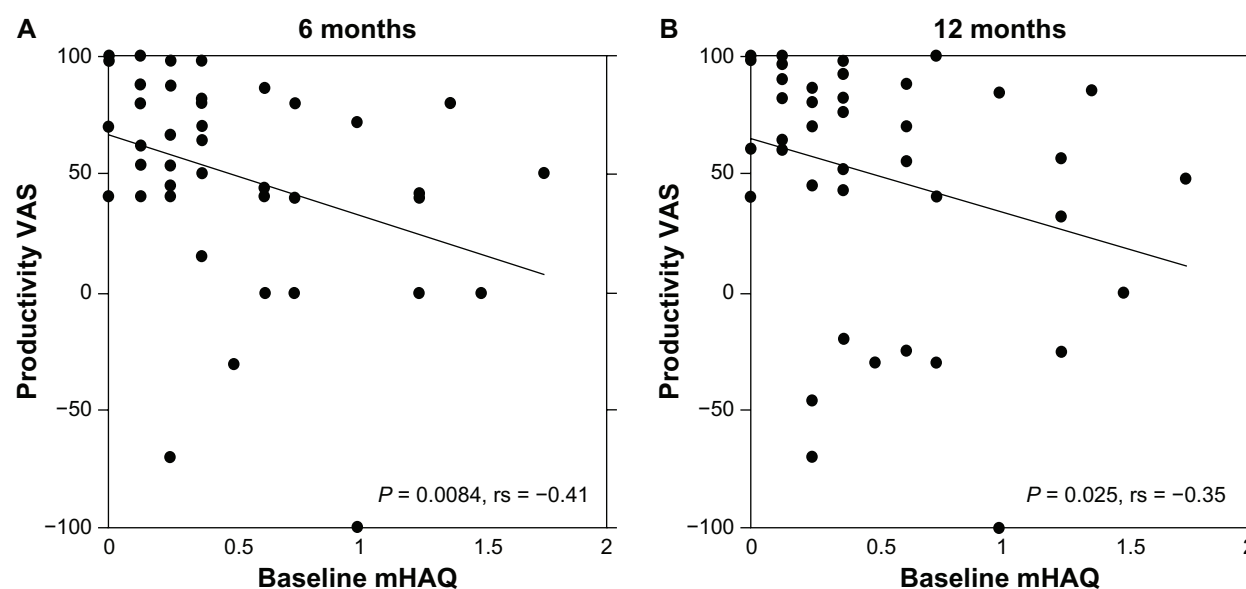 A
6 months
100
50
0
−50
−100
Productivity VAS
P = 0.0084, rs = −0.41
0 0.5 1 1.5 2
Baseline mHAQ
B
12 months
100
50
0
−50
−100
Productivity VAS
P = 0.025, rs = −0.35
0 0.5 1 1.5
Baseline mHAQ